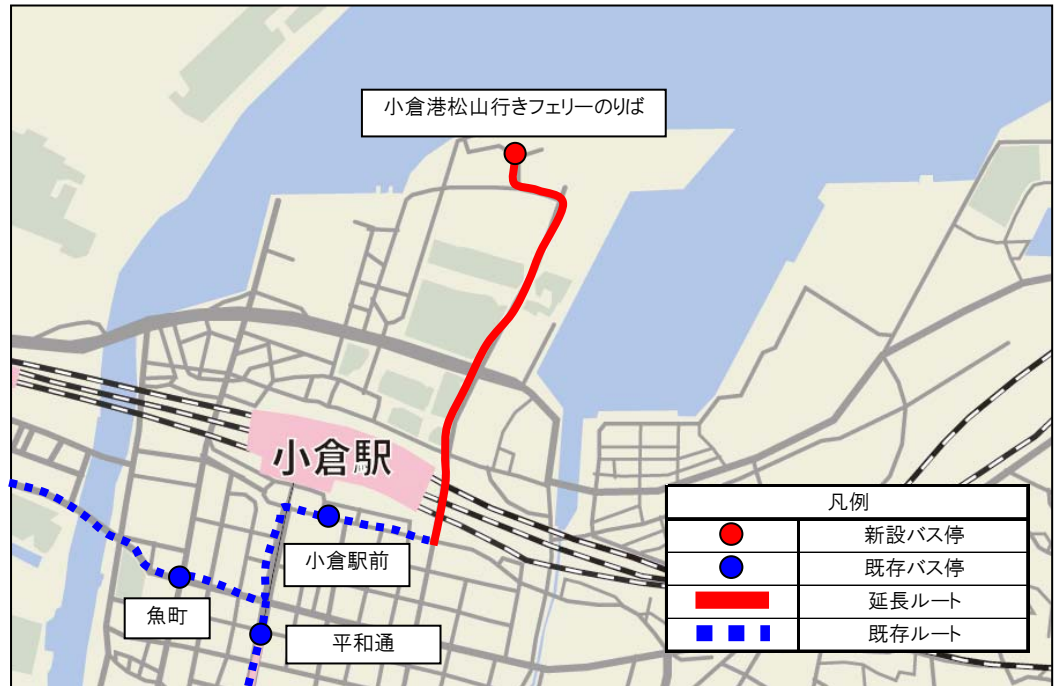 小倉港松山行きフェリーのりば
小倉駅
小倉駅前
魚町
平和通
凡例
新設バス停
既存バス停
延長ルート
既存ルート